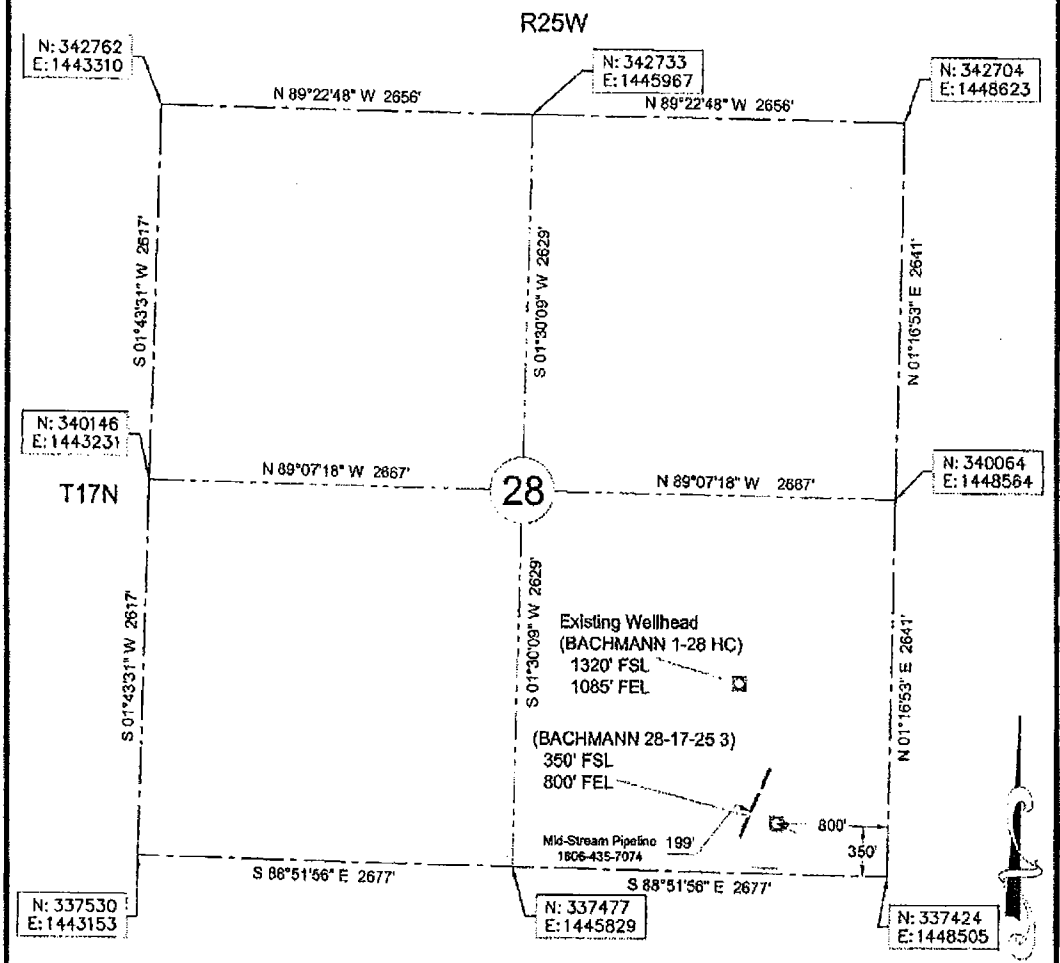 R25W
N: 342762
E: 1443310
N: 342733
E: 1445967
N: 342704
E: 1448623
N 89°22'48" W 2656'
N 89°22'48" W 2656'
S 01°43'31" W 2617'
S 01°30'09" W 2629'
N 01°16'53" E 2641'
N: 340146
E: 1443231
T17N
N 89°07'18" W 2667'
28
N 89°07'18" W 2667'
N: 340064
E: 1448564
S 01°43'31" W 2617'
S 01°30'09" W 2629'
N 01°16'53" E 2641'
Existing Wellhead
(BACHMANN 1-28 HC)
1320' FSL
1085' FEL
(BACHMANN 28-17-25 3)
350' FSL
800' FEL
800'
350'
Mid-Stream Pipeline 199'
1806-435-7074
S 88°51'56" E 2677'
S 88°51'56" E 2677'
N: 337530
E: 1443153
N: 337477
E: 1445829
N: 337424
E: 1448505